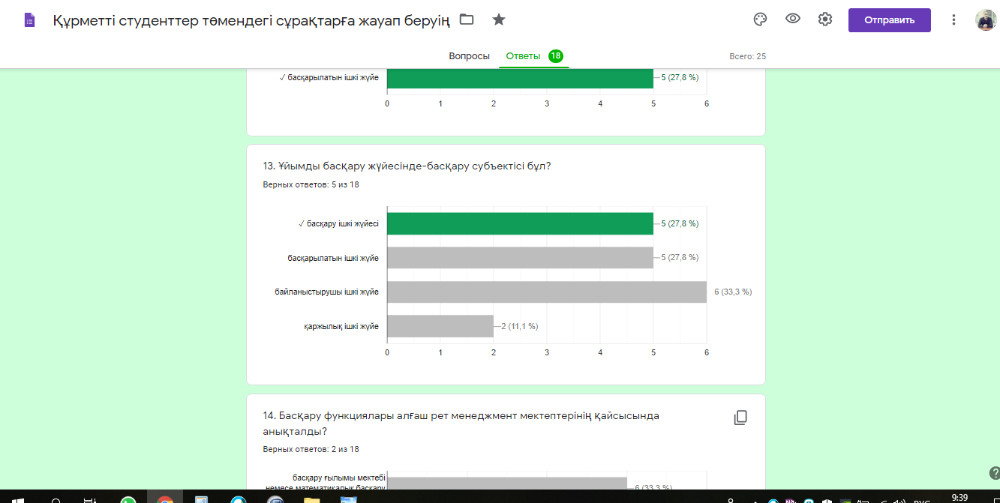 Құрметті студенттер төмендегі сұрақтарға жауап беруің
Отправить
Вопросы
Ответы 18
Всего: 25
✓ басқарылатын ішкі жүйе
5 (27,8 %)
0 1 2 3 4 5 6
13. Ұйымды басқару жүйесінде-басқару субъектісі бұл?
Верных ответов: 5 из 18
✓ басқару ішкі жүйесі
5 (27,8 %)
басқарылатын ішкі жүйе
5 (27,8 %)
байланыстырушы ішкі жүйе
6 (33,3 %)
қаржылық ішкі жүйе
2 (11,1 %)
0 1 2 3 4 5 6
14. Басқару функциялары алғаш рет менеджмент мектептерінің қайсысында
анықталды?
Верных ответов: 2 из 18
басқару ғылымы мектебі
немесе математикалық басқару
6 (33,3 %)
9:39